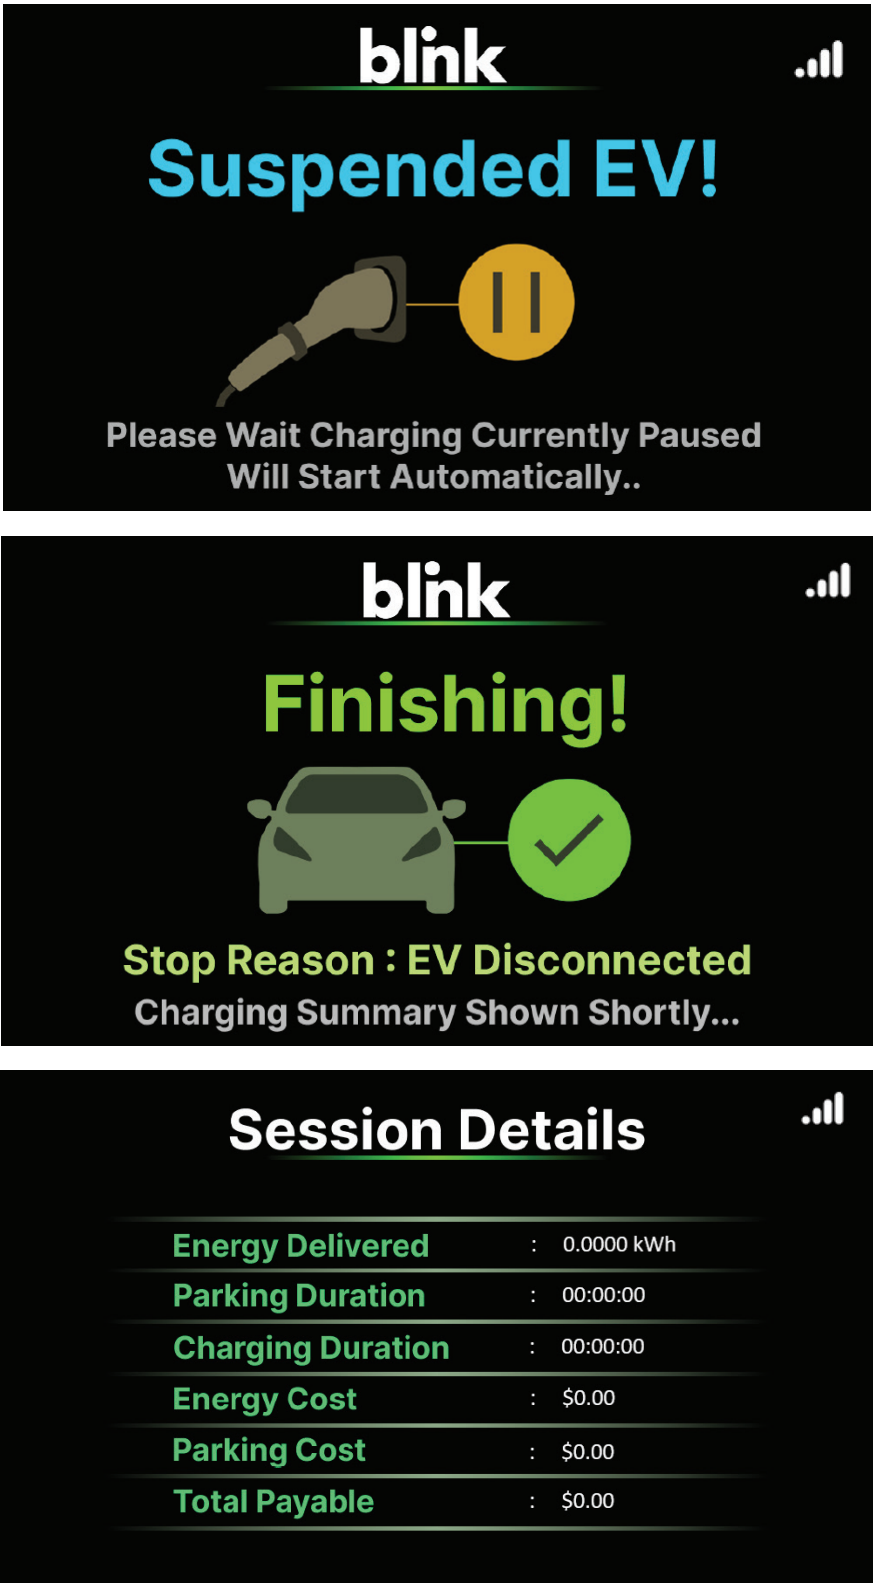 blink
Suspended EV!
Please Wait Charging Currently Paused
Will Start Automatically..
blink
Finishing!
Stop Reason : EV Disconnected
Charging Summary Shown Shortly...
Session Details
Energy Delivered : 0.0000 kWh
Parking Duration : 00:00:00
Charging Duration : 00:00:00
Energy Cost : $0.00
Parking Cost : $0.00
Total Payable : $0.00